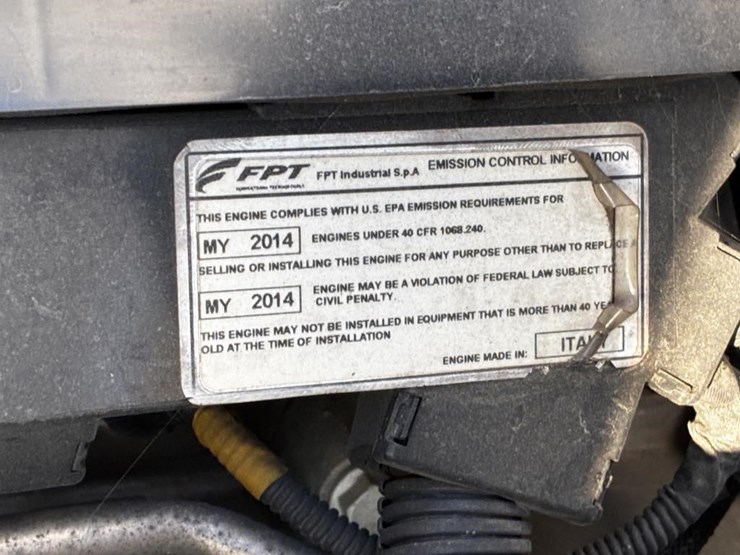 FPT FPT Industrial S.p.A EMISSION CONTROL INFO MATION
THIS ENGINE COMPLIES WITH U.S. EPA EMISSION REQUIREMENTS FOR
MY 2014 ENGINES UNDER 40 CFR 1068.240.
SELLING OR INSTALLING THIS ENGINE FOR ANY PURPOSE OTHER THAN TO REPLACE A
MY 2014 ENGINE MAY BE A VIOLATION OF FEDERAL LAW SUBJECT TO
CIVIL PENALTY.
THIS ENGINE MAY NOT BE INSTALLED IN EQUIPMENT THAT IS MORE THAN 40 YE
OLD AT THE TIME OF INSTALLATION
ENGINE MADE IN: ITALY